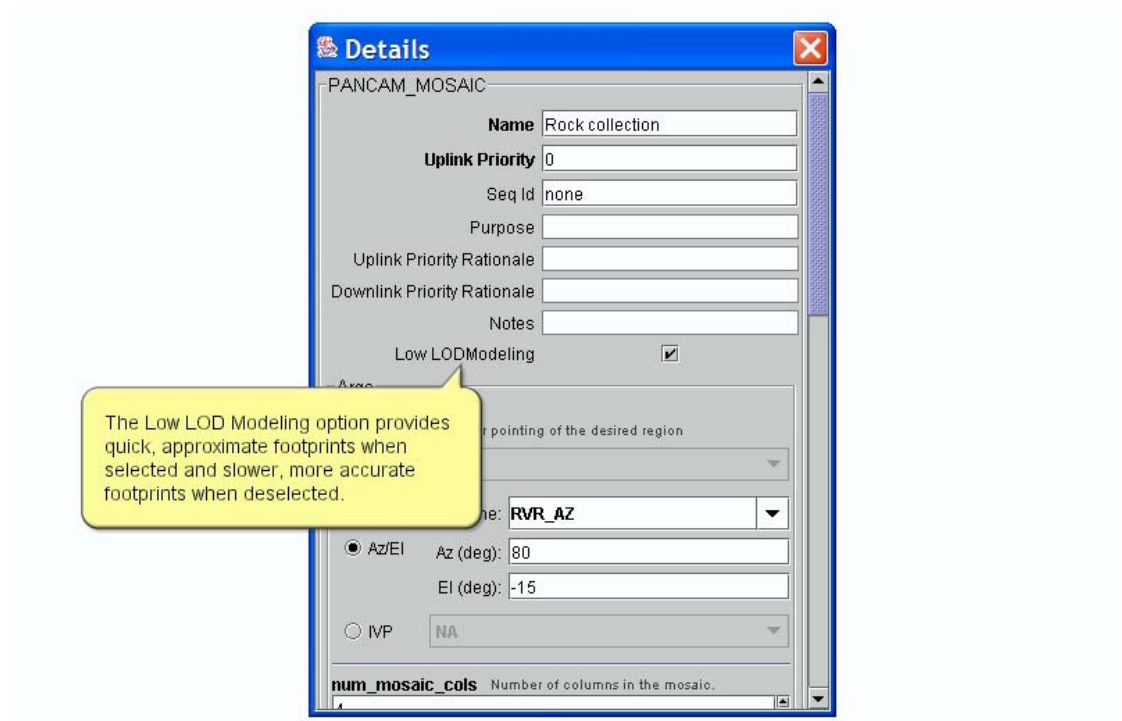 Details
PANCAM_MOSAIC
Name Rock collection
Uplink Priority 0
Seq Id none
Purpose
Uplink Priority Rationale
Downlink Priority Rationale
Notes
Low LODModeling
The Low LOD Modeling option provides
quick, approximate footprints when
selected and slower, more accurate
footprints when deselected.
pointing of the desired region
RVR_AZ
Az/El Az (deg): 80
El (deg): -15
IVP NA
num_mosaic_cols Number of columns in the mosaic.